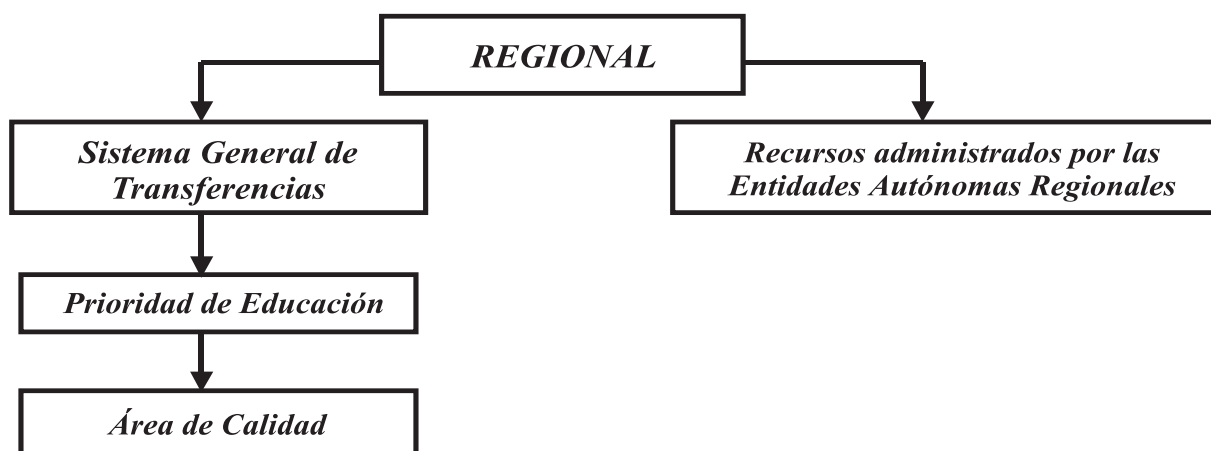 REGIONAL
Sistema General de
Transferencias
Recursos administrados por las
Entidades Autónomas Regionales
Prioridad de Educación
Área de Calidad